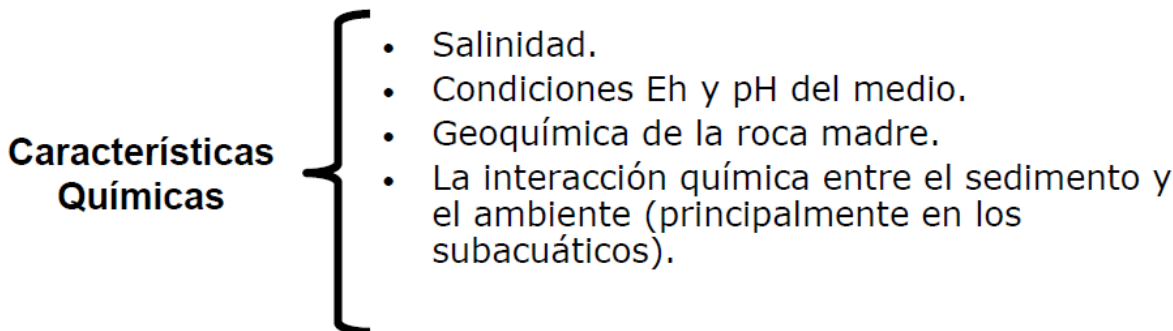 Características
Químicas
• Salinidad.
• Condiciones Eh y pH del medio.
• Geoquímica de la roca madre.
• La interacción química entre el sedimento y
el ambiente (principalmente en los
subacuáticos).